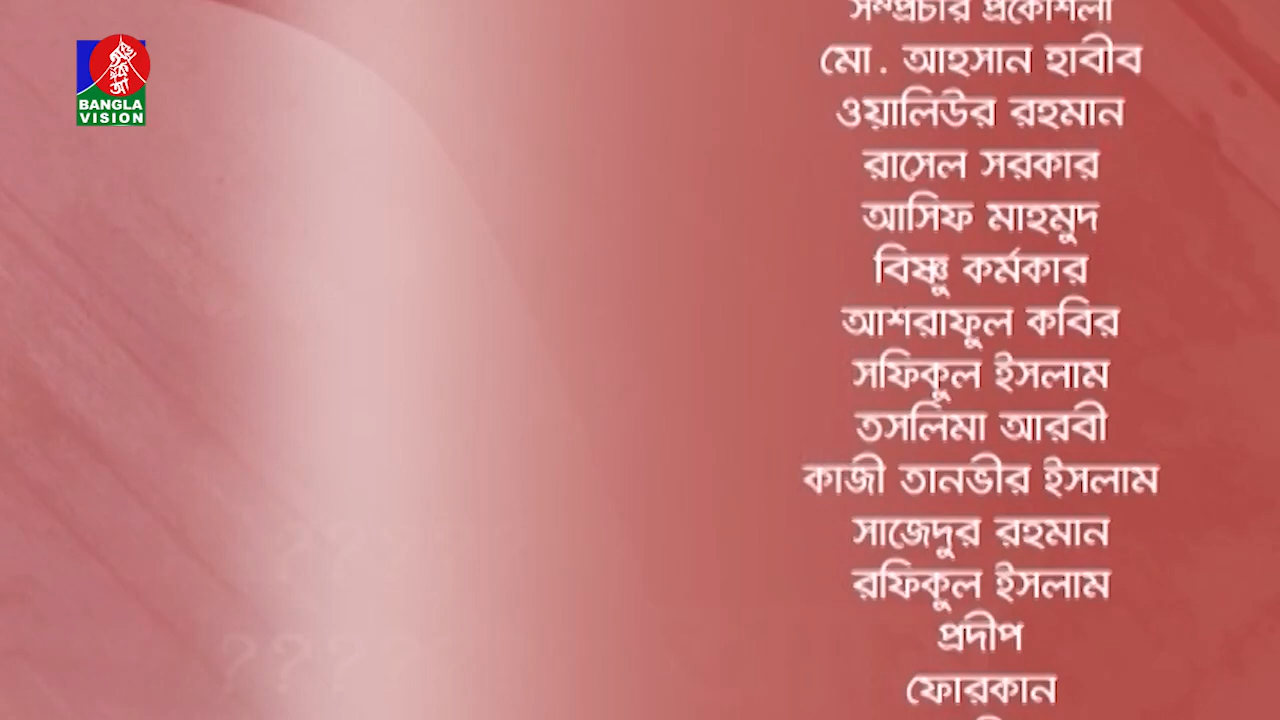 BANGLA
VISION
সম্প্রচার প্রকৌশলী
মো. আহসান হাবীব
ওয়ালিউর রহমান
রাসেল সরকার
আসিফ মাহমুদ
বিষ্ণু কর্মকার
আশরাফুল কবির
সফিকুল ইসলাম
তসলিমা আরবী
কাজী তানভীর ইসলাম
সাজেদুর রহমান
রফিকুল ইসলাম
প্রদীপ
ফোরকান